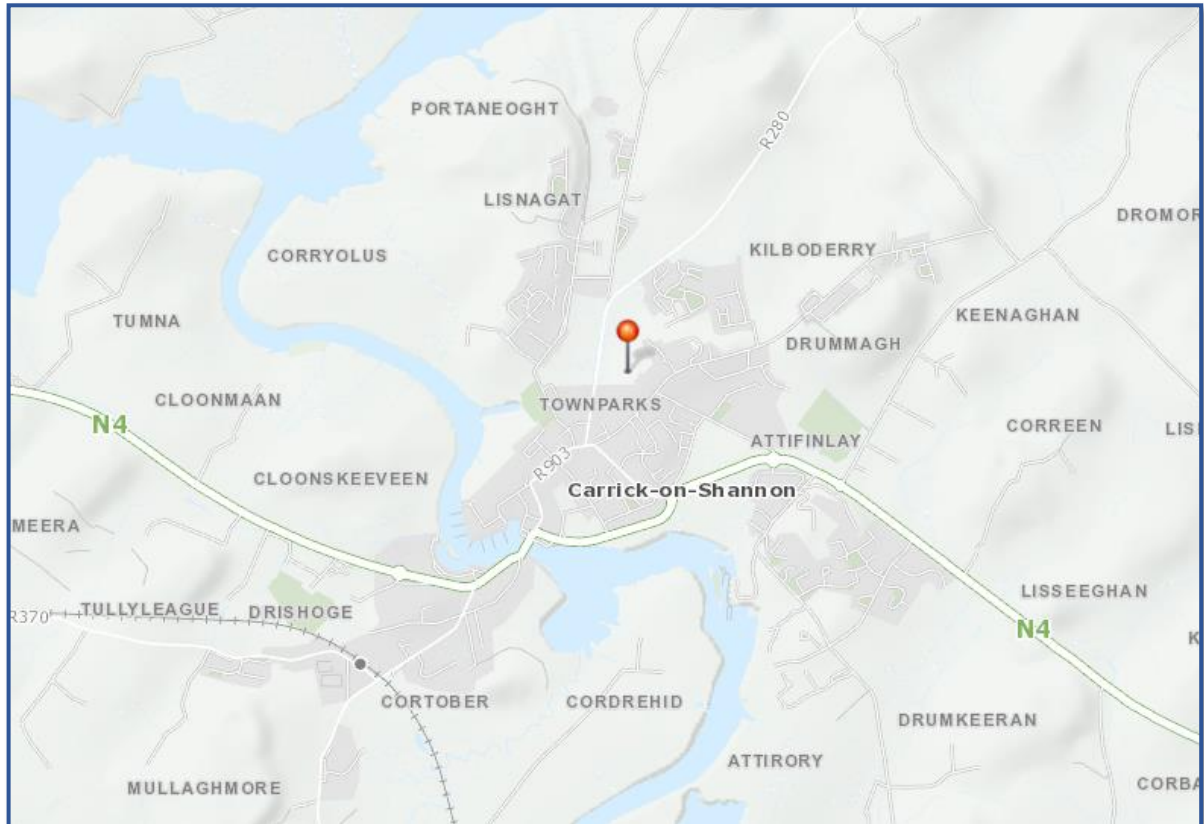 PORTANEOGHT
R280
LISNAGAT
DROMOR
CORRYOLUS
KILBODERRY
TUMNA
KEENAGHAN
DRUMMAGH
CLOONMAAN
TOWNPARKS
N4
CORREEN
LIS
ATTIFINLAY
R903
CLOONSKEEVEEN
Carrick-on-Shannon
MEERA
LISSEEGHAN
TULLYLEAGUE
DRISHOGE
R370
N4
K
CORTOBER
CORDREHID
DRUMKEERAN
ATTIRORY
MULLAGHMORE
CORBA